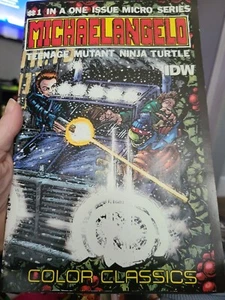 #1 IN A ONE ISSUE MICRO SERIES
MICHAELANGELO
TEENAGE MUTANT NINJA TURTLE
IDW
COLOR CLASSICS